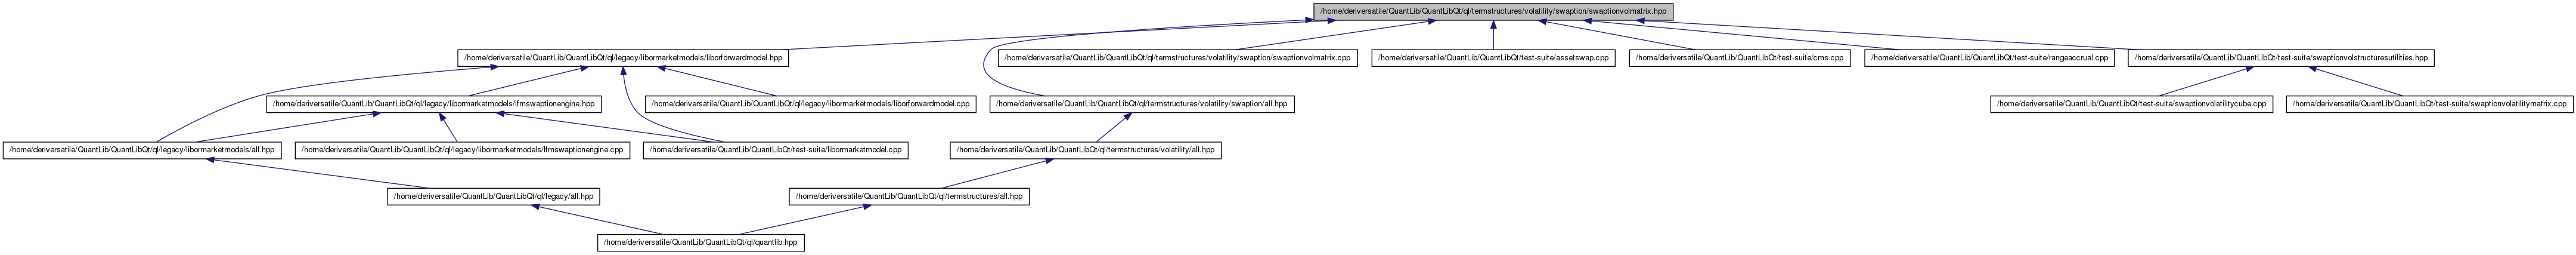 /home/deriversatile/QuantLib/QuantLibQt/ql/termstructures/volatility/swaption/swaptionvolmatrix.hpp
/home/deriversatile/QuantLib/QuantLibQt/ql/legacy/libormarketmodels/liborforwardmodel.hpp
/home/deriversatile/QuantLib/QuantLibQt/ql/termstructures/volatility/swaption/swaptionvolmatrix.cpp
/home/deriversatile/QuantLib/QuantLibQt/test-suite/assetswap.cpp
/home/deriversatile/QuantLib/QuantLibQt/test-suite/cms.cpp
/home/deriversatile/QuantLib/QuantLibQt/test-suite/rangeaccrual.cpp
/home/deriversatile/QuantLib/QuantLibQt/test-suite/swaptionvolstructuresutilities.hpp
/home/deriversatile/QuantLib/QuantLibQt/ql/legacy/libormarketmodels/lfmswaptionengine.hpp
/home/deriversatile/QuantLib/QuantLibQt/ql/legacy/libormarketmodels/liborforwardmodel.cpp
/home/deriversatile/QuantLib/QuantLibQt/ql/termstructures/volatility/swaption/all.hpp
/home/deriversatile/QuantLib/QuantLibQt/test-suite/swaptionvolatilitycube.cpp
/home/deriversatile/QuantLib/QuantLibQt/test-suite/swaptionvolatilitymatrix.cpp
/home/deriversatile/QuantLib/QuantLibQt/ql/legacy/libormarketmodels/all.hpp
/home/deriversatile/QuantLib/QuantLibQt/ql/legacy/libormarketmodels/lfmswaptionengine.cpp
/home/deriversatile/QuantLib/QuantLibQt/test-suite/libormarketmodel.cpp
/home/deriversatile/QuantLib/QuantLibQt/ql/termstructures/volatility/all.hpp
/home/deriversatile/QuantLib/QuantLibQt/ql/legacy/all.hpp
/home/deriversatile/QuantLib/QuantLibQt/ql/termstructures/all.hpp
/home/deriversatile/QuantLib/QuantLibQt/ql/quantlib.hpp